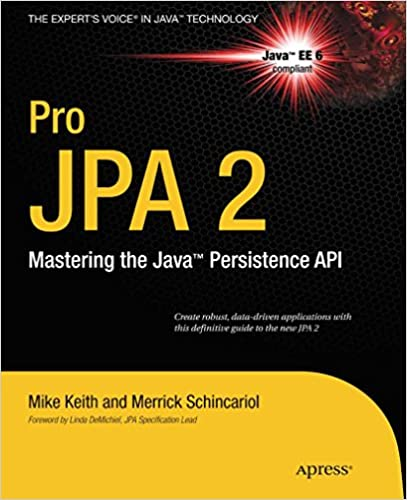 THE EXPERT'S VOICE® IN JAVA™ TECHNOLOGY
Java™ EE 6
compliant
Pro
JPA 2
Mastering the Java™ Persistence API
Create robust, data-driven applications with
this definitive guide to the new JPA 2
Mike Keith and Merrick Schincariol
Foreword by Linda DeMichiel, JPA Specification Lead
Apress®